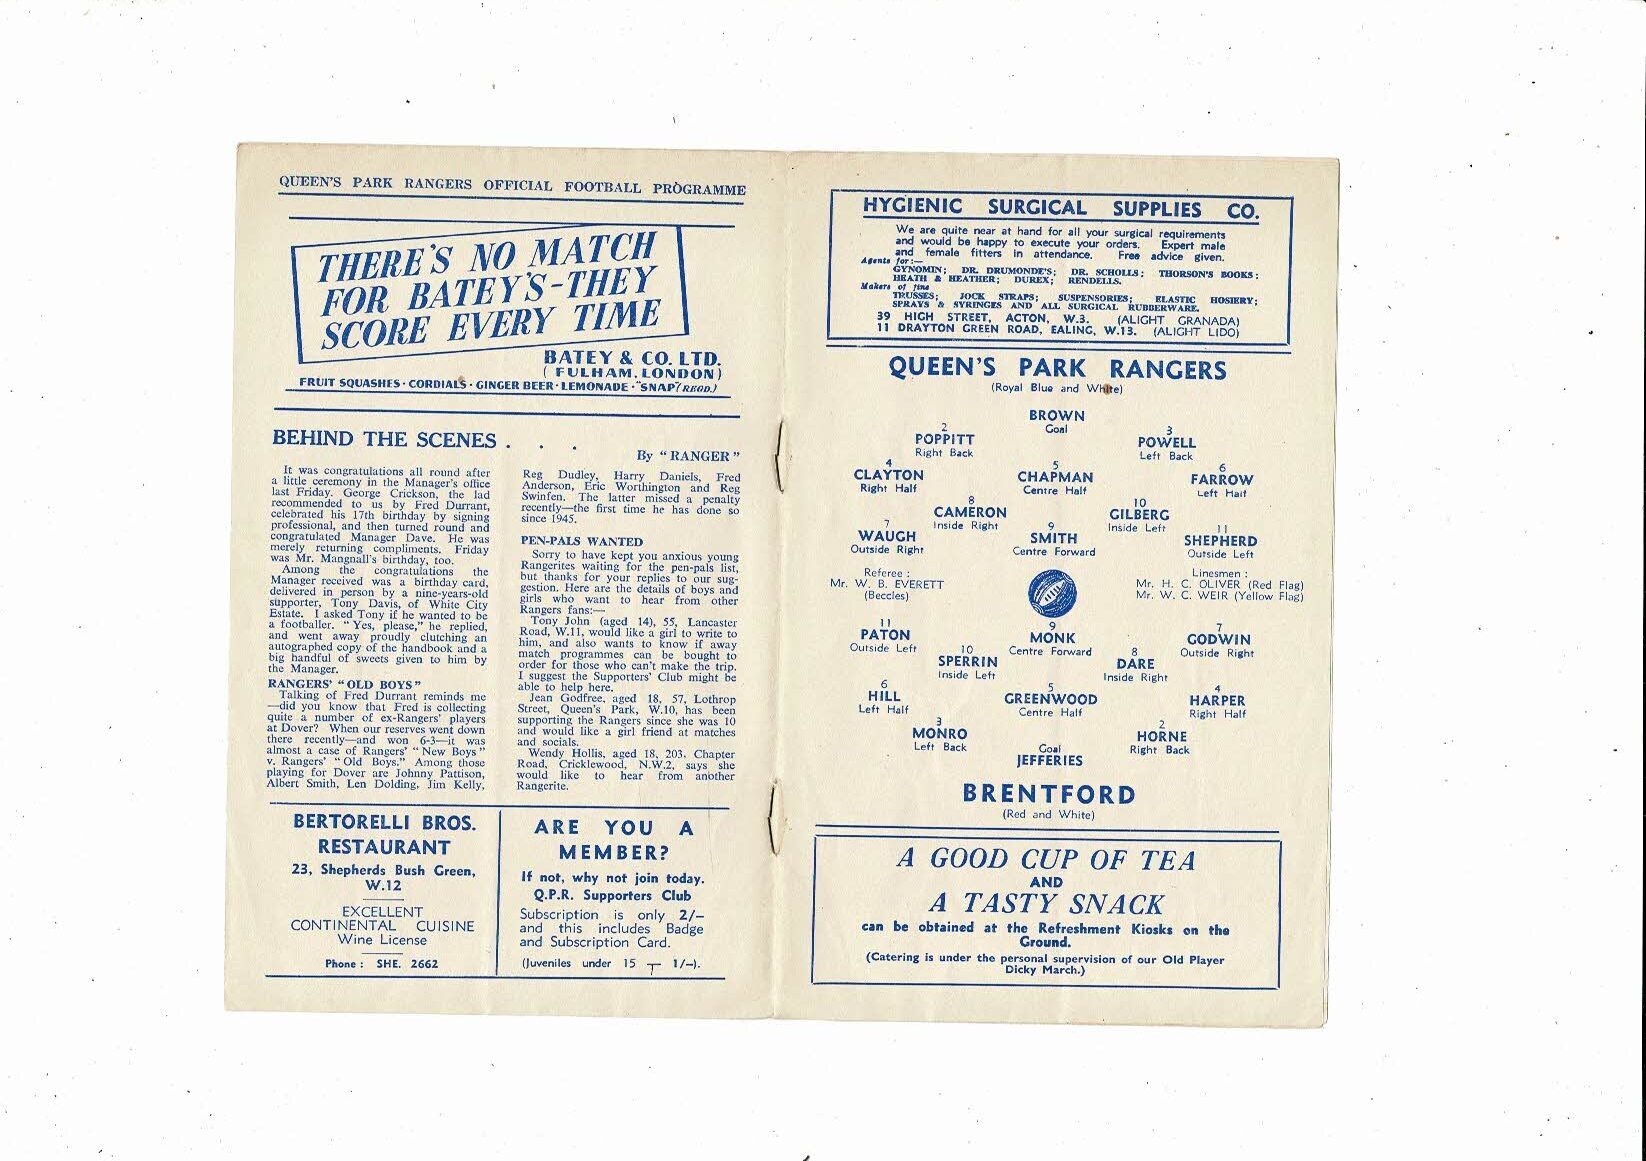 QUEEN'S PARK RANGERS OFFICIAL FOOTBALL PROGRAMME
THERE'S NO MATCH
FOR BATEY'S-THEY
SCORE EVERY TIME
BATEY & CO. LTD.
(FULHAM. LONDON)
FRUIT SQUASHES · CORDIALS · GINGER BEER · LEMONADE · "SNAP" (REGD.)
BEHIND THE SCENES . . .
By "RANGER"
It was congratulations all round after
a little ceremony in the Manager's office
last Friday. George Crickson, the lad
recommended to us by Fred Durrant,
celebrated his 17th birthday by signing
professional, and then turned round and
congratulated Manager Dave. He was
merely returning compliments. Friday
was Mr. Mangnall's birthday, too.
Among the congratulations the
Manager received was a birthday card,
delivered in person by a nine-years-old
supporter, Tony Davis, of White City
Estate. I asked Tony if he wanted to be
a footballer. "Yes, please," he replied,
and went away proudly clutching an
autographed copy of the handbook and a
big handful of sweets given to him by
the Manager.
RANGERS' "OLD BOYS"
Talking of Fred Durrant reminds me
—did you know that Fred is collecting
quite a number of ex-Rangers' players
at Dover? When our reserves went down
there recently—and won 6-3—it was
almost a case of Rangers' "New Boys"
v. Rangers' "Old Boys." Among those
playing for Dover are Johnny Pattison,
Albert Smith, Len Dolding, Jim Kelly,
Reg Dudley, Harry Daniels, Fred
Anderson, Eric Worthington and Reg
Swinfen. The latter missed a penalty
recently—the first time he has done so
since 1945.
PEN-PALS WANTED
Sorry to have kept you anxious young
Rangerites waiting for the pen-pals list,
but thanks for your replies to our sug-
gestion. Here are the details of boys and
girls who want to hear from other
Rangers fans:—
Tony John (aged 14), 55, Lancaster
Road, W.11, would like a girl to write to
him, and also wants to know if away
match programmes can be bought to
order for those who can't make the trip.
I suggest the Supporters' Club might be
able to help here.
Jean Godfree, aged 18, 57, Lothrop
Street, Queen's Park, W.10, has been
supporting the Rangers since she was 10
and would like a girl friend at matches
and socials.
Wendy Hollis, aged 18, 203, Chapter
Road, Cricklewood, N.W.2, says she
would like to hear from another
Rangerite.
BERTORELLI BROS.
RESTAURANT
23, Shepherds Bush Green,
W.12
EXCELLENT
CONTINENTAL CUISINE
Wine License
Phone : SHE. 2662
ARE YOU A
MEMBER?
If not, why not join today.
Q.P.R. Supporters Club
Subscription is only 2/-
and this includes Badge
and Subscription Card.
(Juveniles under 15 — 1/-).
HYGIENIC SURGICAL SUPPLIES CO.
We are quite near at hand for all your surgical requirements
and would be happy to execute your orders. Expert male
and female fitters in attendance. Free advice given.
Agents for:—
GYNOMIN; DR. DRUMONDE'S; DR. SCHOLLS; THORSON'S BOOKS;
HEATH & HEATHER; DUREX; RENDELLS.
Makers of fine
TRUSSES; JOCK STRAPS; SUSPENSORIES; ELASTIC HOSIERY;
SPRAYS & SYRINGES AND ALL SURGICAL RUBBERWARE.
39 HIGH STREET, ACTON, W.3. (ALIGHT GRANADA)
11 DRAYTON GREEN ROAD, EALING, W.13. (ALIGHT LIDO)
QUEEN'S PARK RANGERS
(Royal Blue and White)
BROWN
Goal
2 3
POPPITT POWELL
Right Back Left Back
4 5 6
CLAYTON CHAPMAN FARROW
Right Half Centre Half Left Half
8 10
CAMERON GILBERG
Inside Right Inside Left
7 9 11
WAUGH SMITH SHEPHERD
Outside Right Centre Forward Outside Left
Referee : Linesmen :
Mr. W. B. EVERETT Mr. H. C. OLIVER (Red Flag)
(Beccles) Mr. W. C. WEIR (Yellow Flag)
11 9 7
PATON MONK GODWIN
Outside Left Centre Forward Outside Right
10 8
SPERRIN DARE
Inside Left Inside Right
6 5 4
HILL GREENWOOD HARPER
Left Half Centre Half Right Half
3 2
MONRO HORNE
Left Back Right Back
Goal
JEFFERIES
BRENTFORD
(Red and White)
A GOOD CUP OF TEA
AND
A TASTY SNACK
can be obtained at the Refreshment Kiosks on the
Ground.
(Catering is under the personal supervision of our Old Player
Dicky March.)